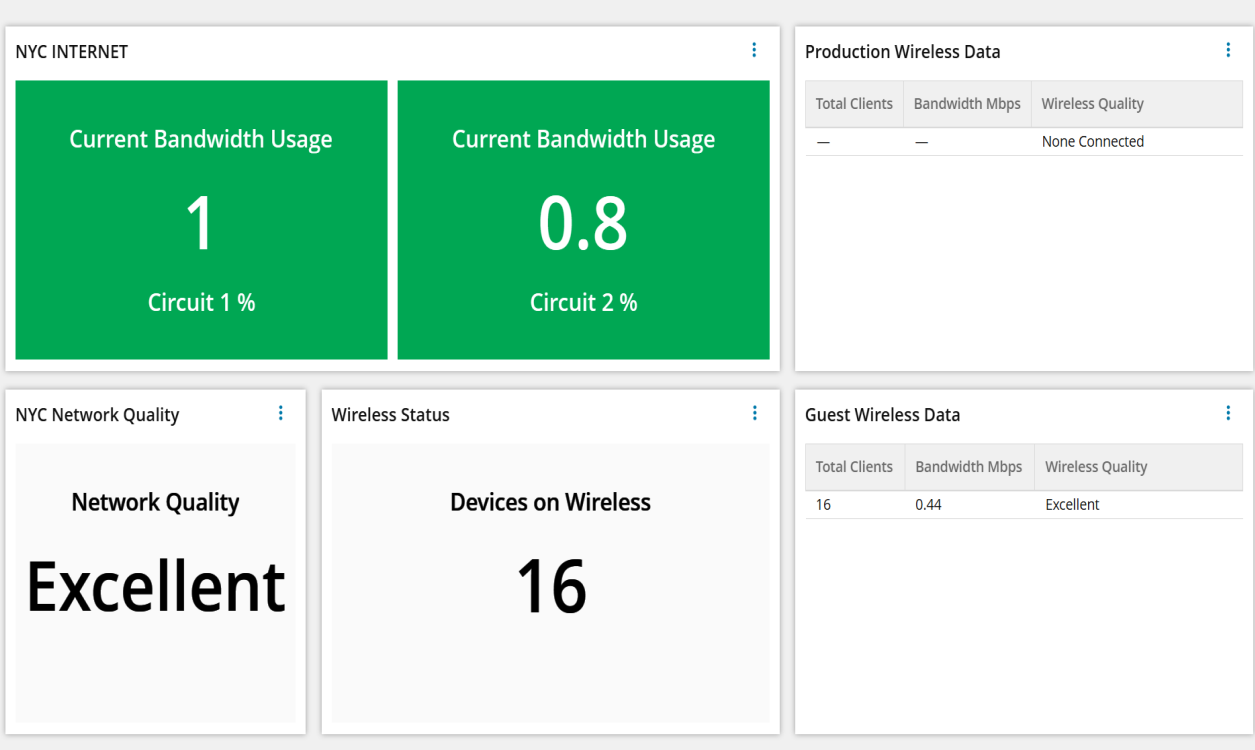 NYC INTERNET
Current Bandwidth Usage
1
Circuit 1 %
Current Bandwidth Usage
0.8
Circuit 2 %
Production Wireless Data
Total Clients Bandwidth Mbps Wireless Quality
— — None Connected
NYC Network Quality
Network Quality
Excellent
Wireless Status
Devices on Wireless
16
Guest Wireless Data
Total Clients Bandwidth Mbps Wireless Quality
16 0.44 Excellent